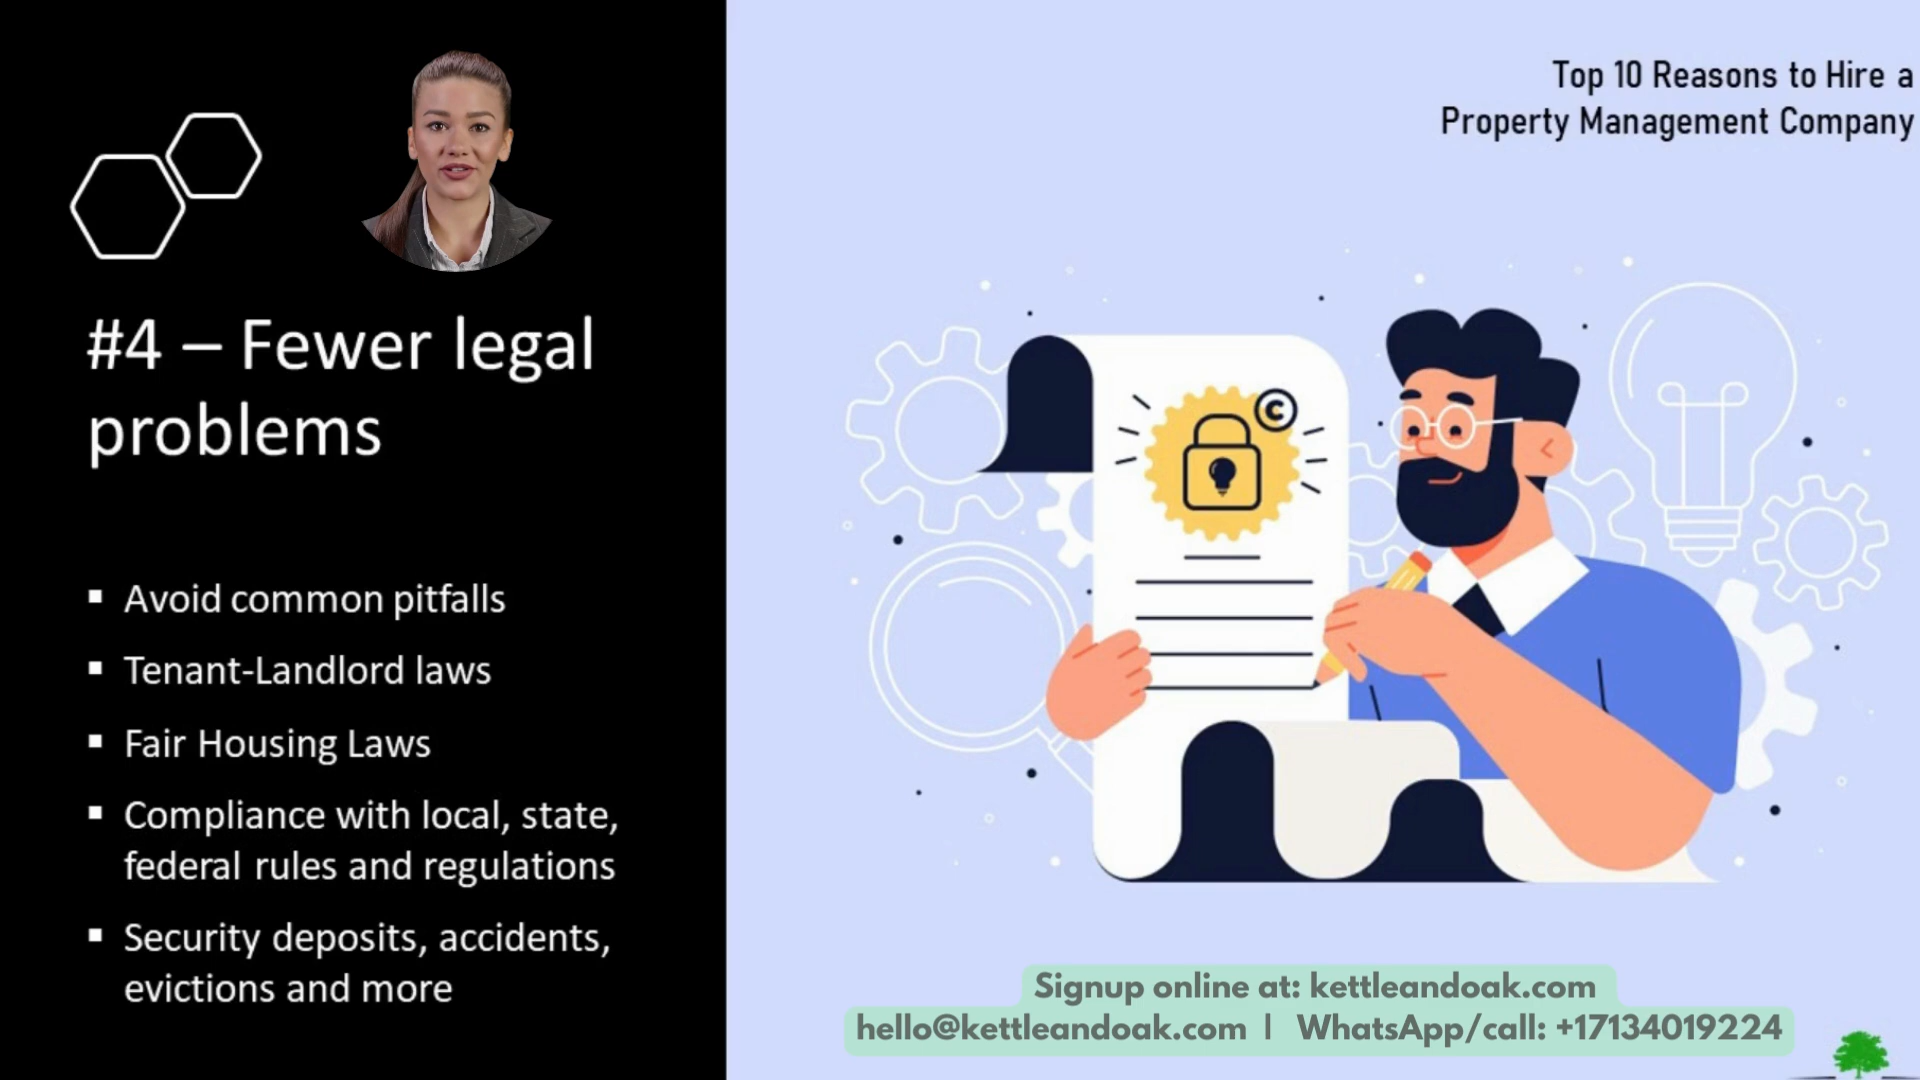 Top 10 Reasons to Hire a
Property Management Company
#4 – Fewer legal
problems
▪ Avoid common pitfalls
▪ Tenant-Landlord laws
▪ Fair Housing Laws
▪ Compliance with local, state,
federal rules and regulations
▪ Security deposits, accidents,
evictions and more
©
Signup online at: kettleandoak.com
hello@kettleandoak.com | WhatsApp/call: +17134019224